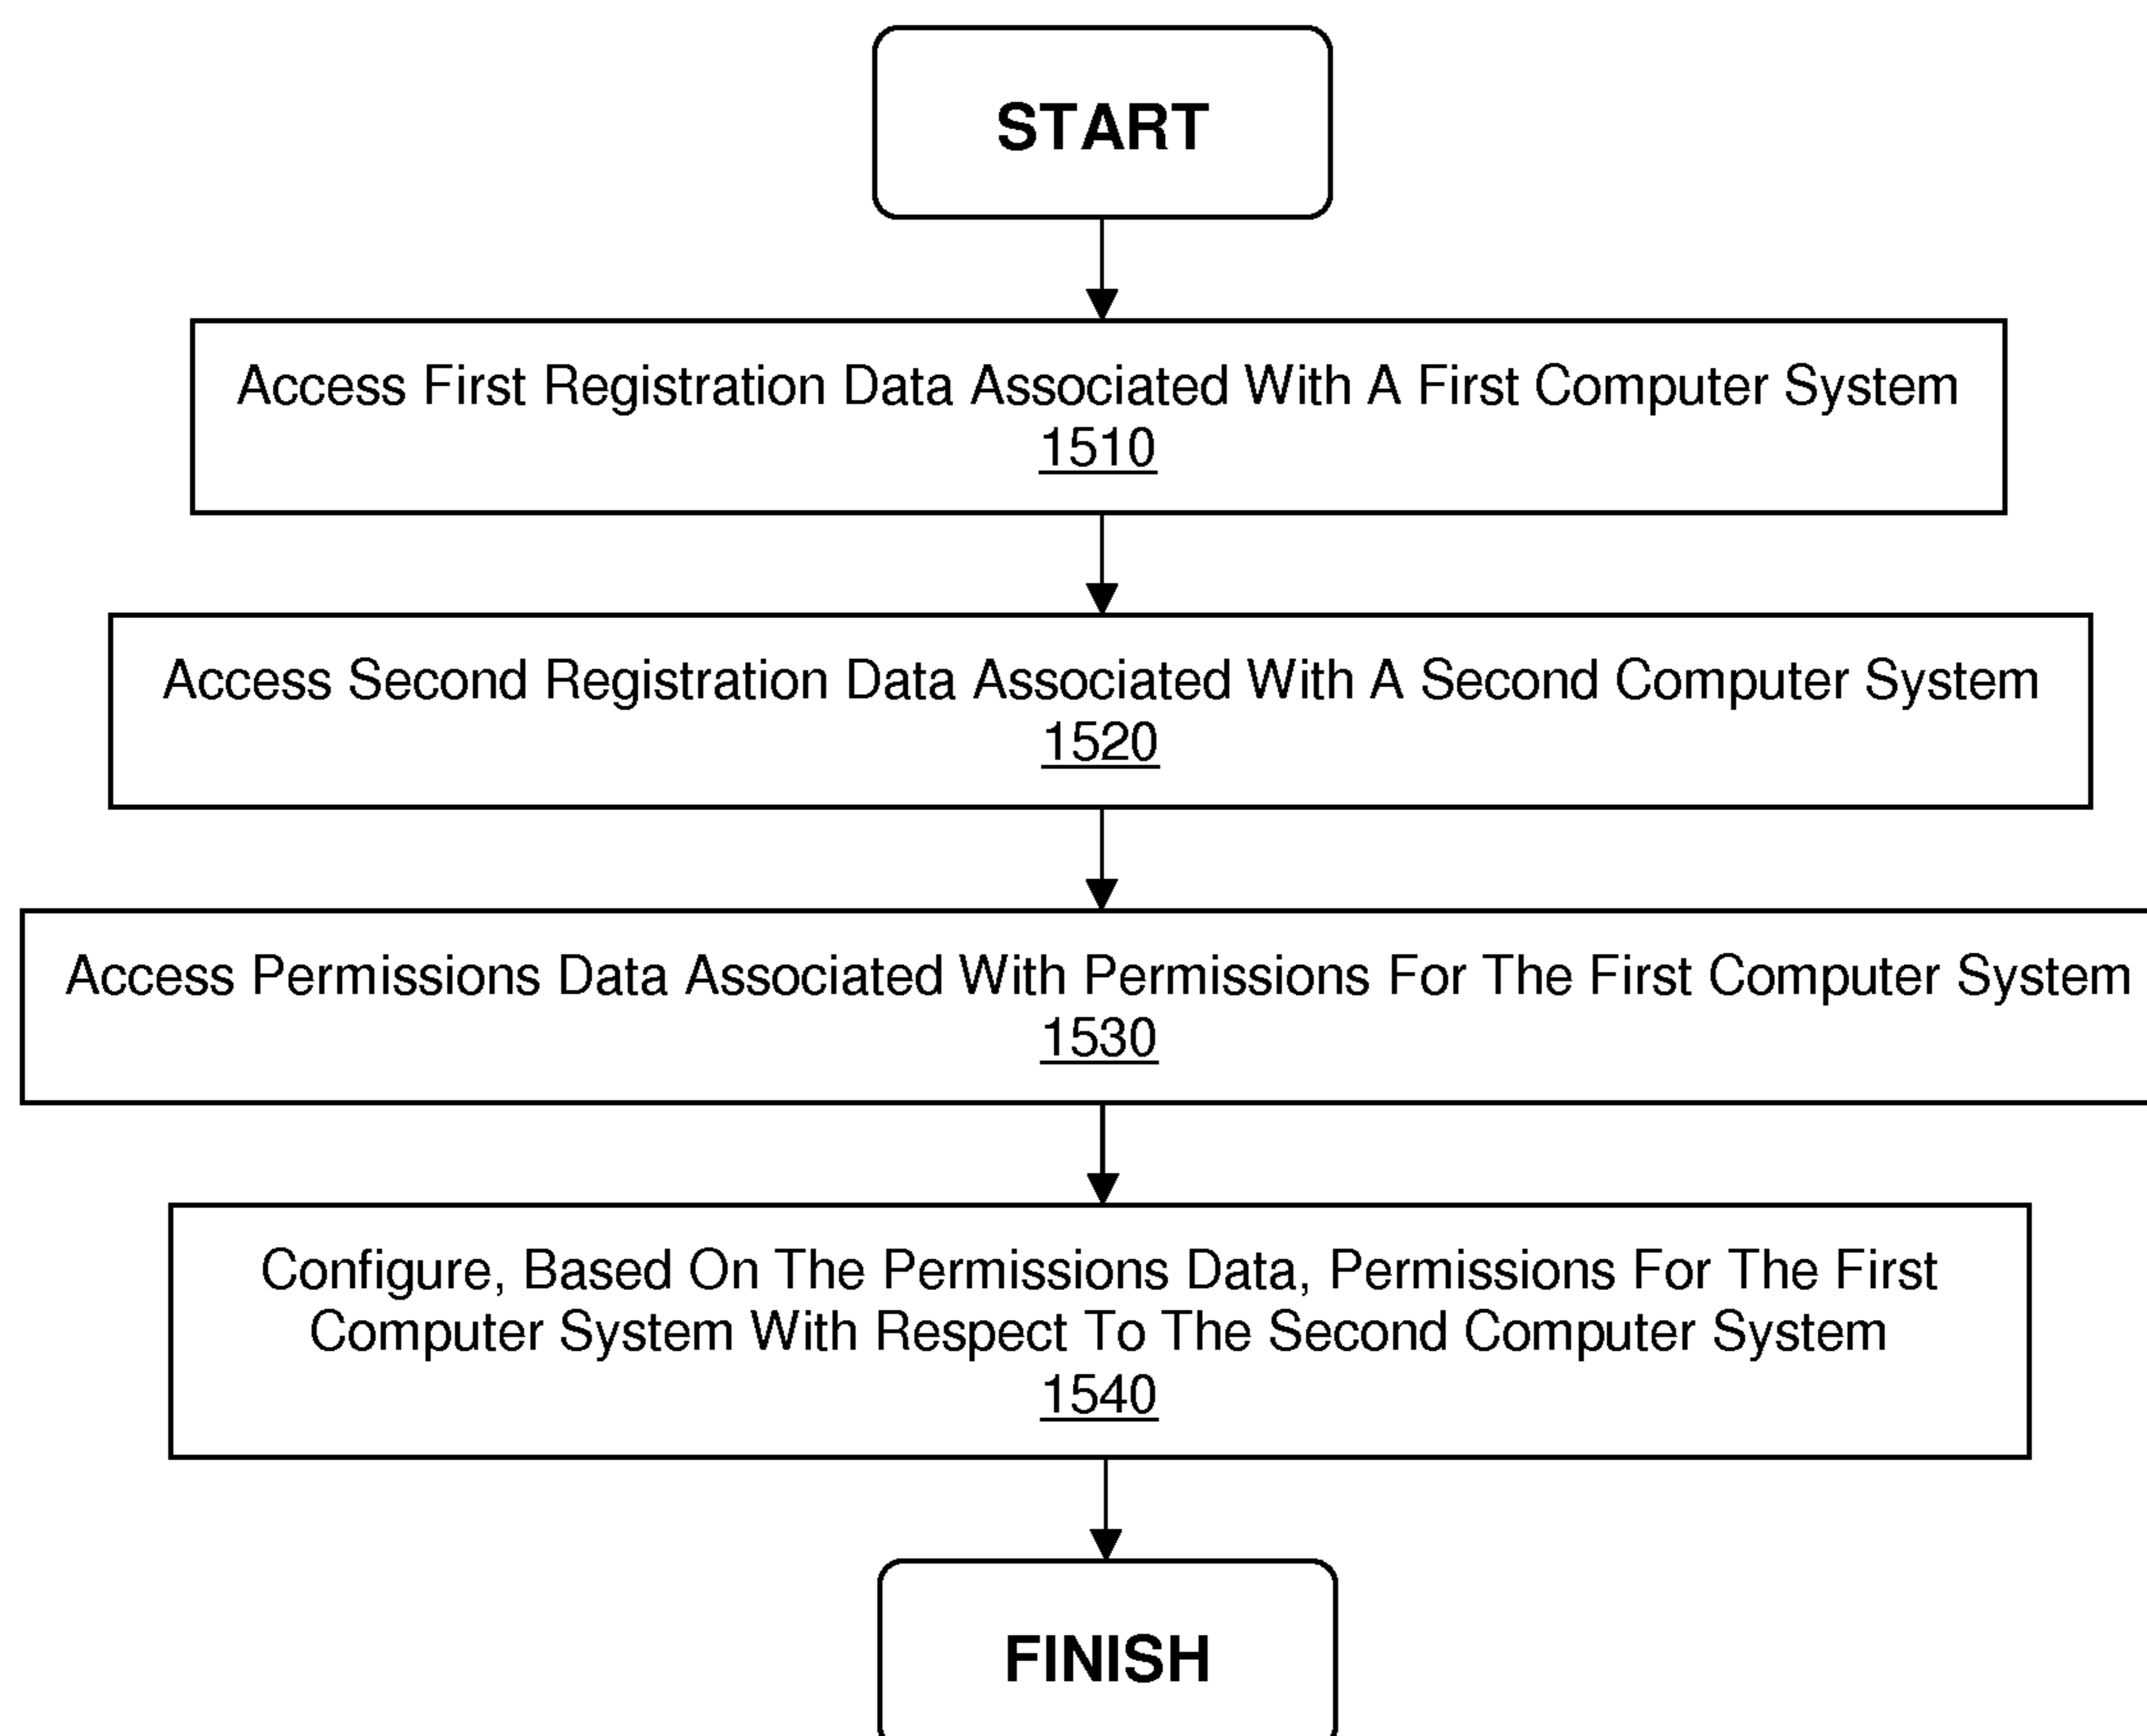 START
Access First Registration Data Associated With A First Computer System
1510
Access Second Registration Data Associated With A Second Computer System
1520
Access Permissions Data Associated With Permissions For The First Computer System
1530
Configure, Based On The Permissions Data, Permissions For The First
Computer System With Respect To The Second Computer System
1540
FINISH